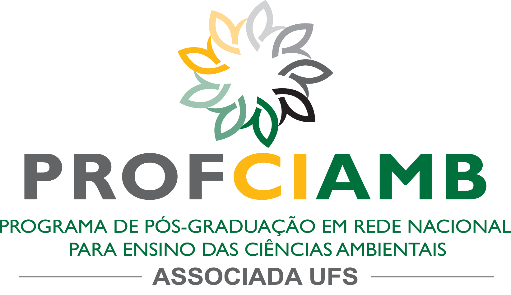 PROFCIAMB
PROGRAMA DE PÓS-GRADUAÇÃO EM REDE NACIONAL
PARA ENSINO DAS CIÊNCIAS AMBIENTAIS
ASSOCIADA UFS